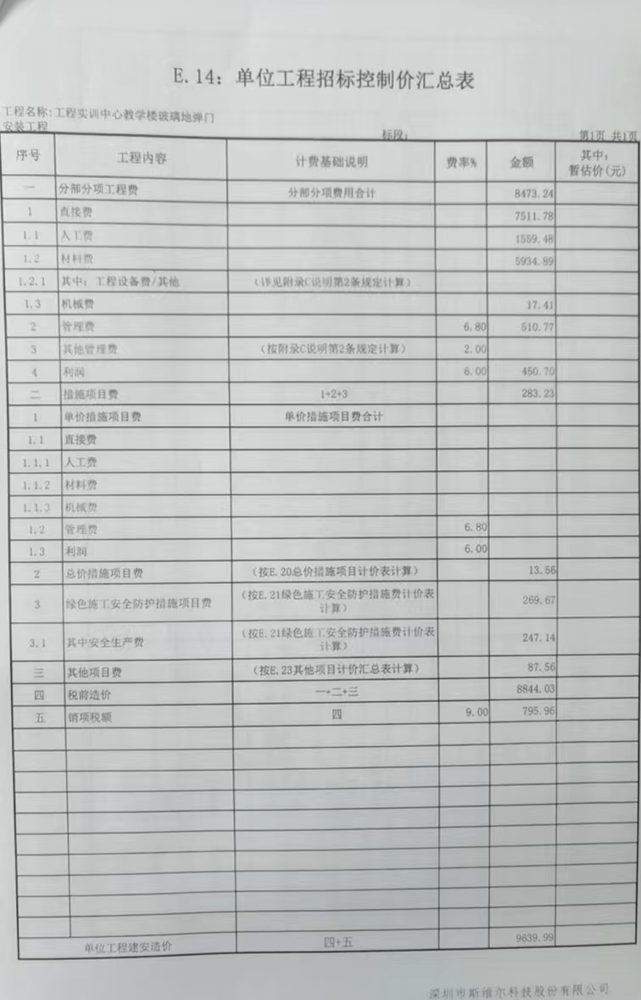 E.14：单位工程招标控制价汇总表
工程名称：工程实训中心教学楼玻璃地弹门
安装工程
标段：
第1页 共1页
序号 工程内容 计费基础说明 费率% 金额 其中：
暂估价(元)
一 分部分项工程费 分部分项费用合计 8473.24
1 直接费 7511.78
1.1 人工费 1559.48
1.2 材料费 5934.89
1.2.1 其中：工程设备费/其他 （详见附录C说明第2条规定计算）
1.3 机械费 17.41
2 管理费 6.80 510.77
3 其他管理费 （按附录C说明第2条规定计算） 2.00
4 利润 6.00 450.70
二 措施项目费 1+2+3 283.23
1 单价措施项目费 单价措施项目费合计
1.1 直接费
1.1.1 人工费
1.1.2 材料费
1.1.3 机械费
1.2 管理费 6.80
1.3 利润 6.00
2 总价措施项目费 （按E.20总价措施项目计价表计算） 13.56
3 绿色施工安全防护措施项目费 （按E.21绿色施工安全防护措施费计价表
计算） 269.67
3.1 其中安全生产费 （按E.21绿色施工安全防护措施费计价表
计算） 247.14
三 其他项目费 （按E.23其他项目计价汇总表计算） 87.56
四 税前造价 一+二+三 8844.03
五 销项税额 四 9.00 795.96
单位工程建安造价 四+五 9639.99
深圳市斯维尔科技股份有限公司